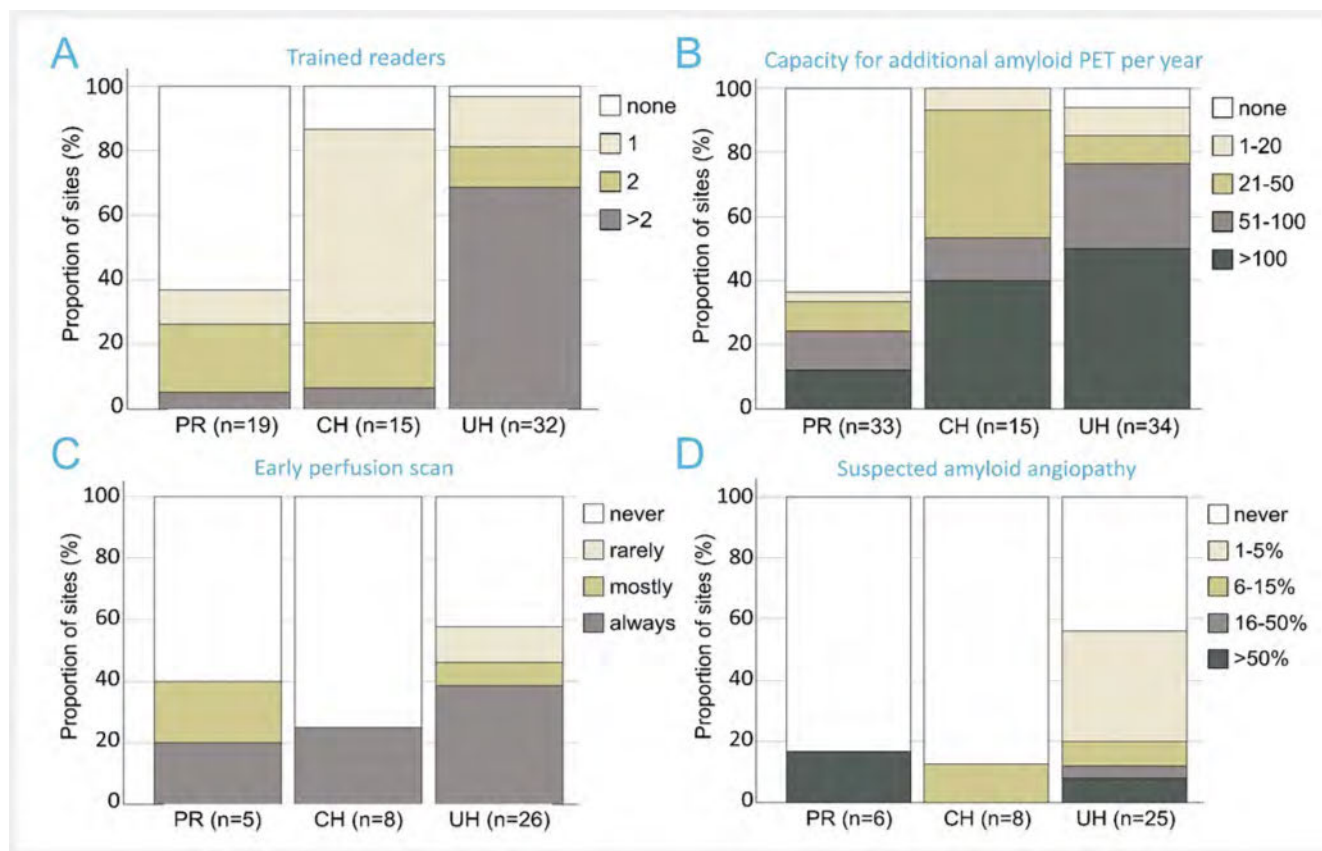 A
Trained readers
Proportion of sites (%)
100
80
60
40
20
0
PR (n=19)
CH (n=15)
UH (n=32)
none
1
2
>2
B
Capacity for additional amyloid PET per year
Proportion of sites (%)
100
80
60
40
20
0
PR (n=33)
CH (n=15)
UH (n=34)
none
1-20
21-50
51-100
>100
C
Early perfusion scan
Proportion of sites (%)
100
80
60
40
20
0
PR (n=5)
CH (n=8)
UH (n=26)
never
rarely
mostly
always
D
Suspected amyloid angiopathy
Proportion of sites (%)
100
80
60
40
20
0
PR (n=6)
CH (n=8)
UH (n=25)
never
1-5%
6-15%
16-50%
>50%